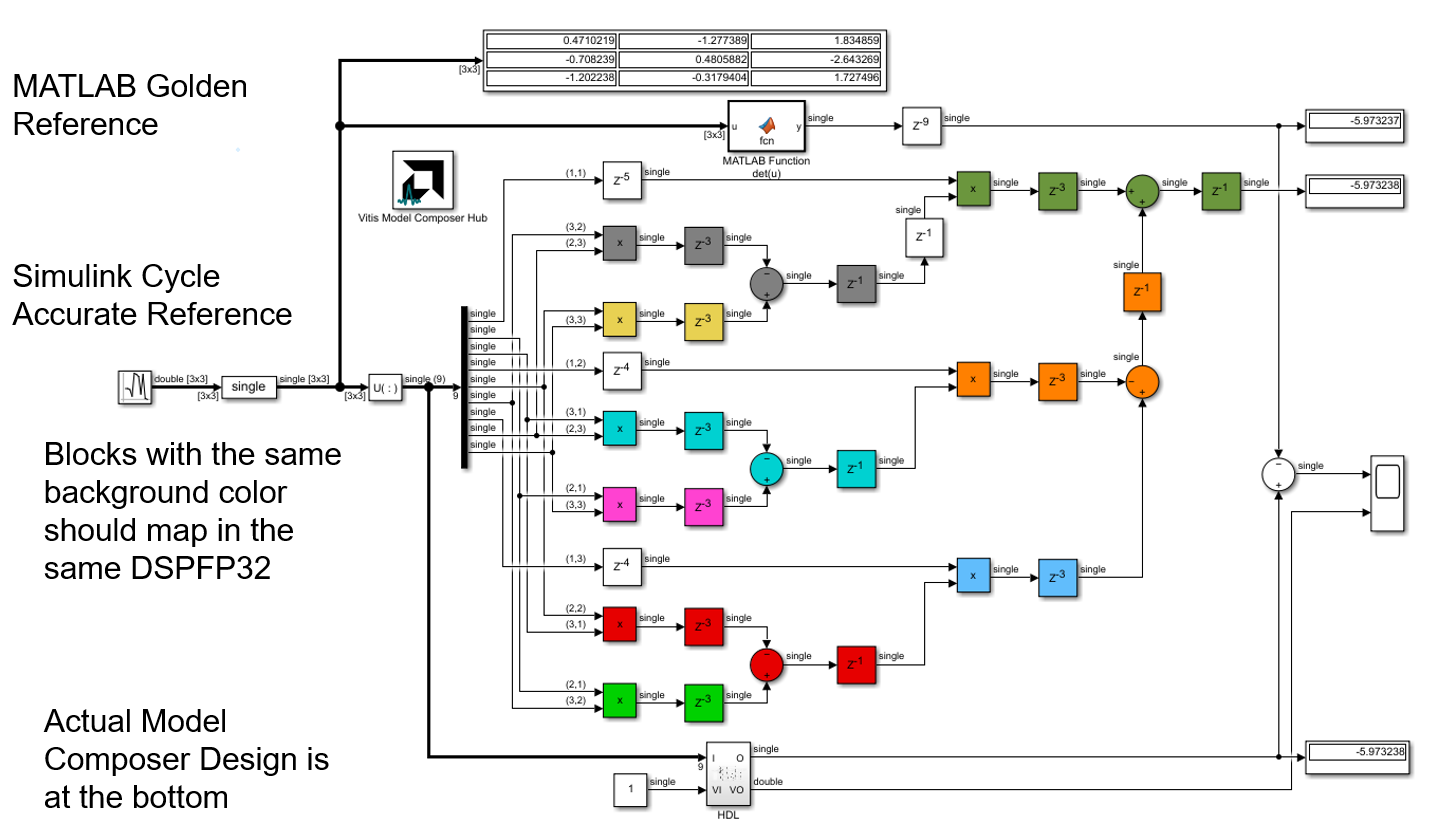 0.4710219 -1.277389 1.834859
-0.708239 0.4805882 -2.643269
-1.202238 -0.3179404 1.727496
[3x3]
MATLAB Golden
Reference
[3x3]
u y
fcn
MATLAB Function
det(u)
single
Z-9
single
-5.973237
Vitis Model Composer Hub
(1,1)
Z-5
single
x
single
Z-3
single
+
+
single
Z-1
single
-5.973238
single
Z-1
(3,2)
(2,3)
x
single
Z-3
single
−
+
single
Z-1
single
Simulink Cycle
Accurate Reference
single
Z-1
(3,3)
x
single
Z-3
single
single
single
single
single
single
single
single
single
single
double [3x3]
[3x3]
single
single [3x3]
[3x3]
U( : )
single (9)
9
(1,2)
Z-4
single
x
single
Z-3
single
−
+
single
(3,1)
(2,3)
x
single
Z-3
single
−
+
single
Z-1
single
Blocks with the same
background color
should map in the
same DSPFP32
(2,1)
(3,3)
x
single
Z-3
single
−
+
single
(1,3)
Z-4
single
x
single
Z-3
single
(2,2)
(3,1)
x
single
Z-3
single
−
+
single
Z-1
single
(2,1)
(3,2)
x
single
Z-3
single
Actual Model
Composer Design is
at the bottom
1
single
9
I O
VI VO
HDL
single
double
-5.973238